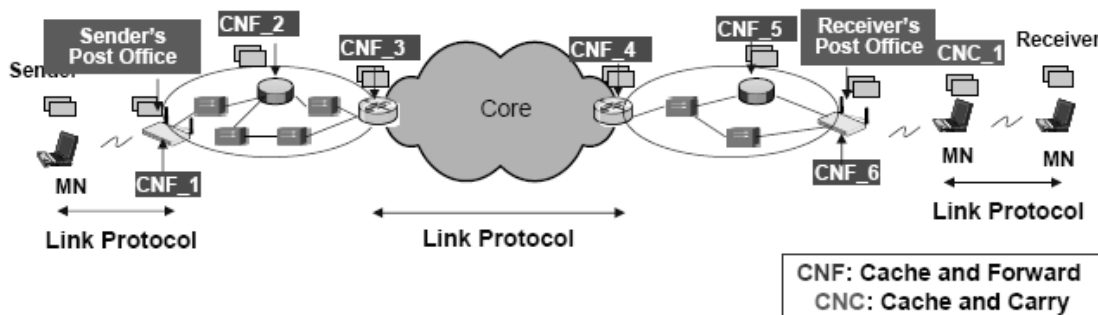 Sender's
Post Office
CNF_2
CNF_3
CNF_4
CNF_5
Receiver's
Post Office
CNC_1
Receiver
Sender
Core
MN
CNF_1
CNF_6
MN
MN
Link Protocol
Link Protocol
Link Protocol
CNF: Cache and Forward
CNC: Cache and Carry